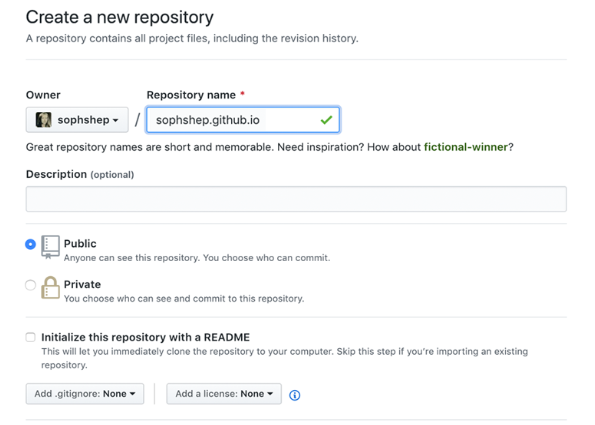 Create a new repository
A repository contains all project files, including the revision history.
Owner
Repository name *
sophshep
/
sophshep.github.io
Great repository names are short and memorable. Need inspiration? How about fictional-winner?
Description (optional)
Public
Anyone can see this repository. You choose who can commit.
Private
You choose who can see and commit to this repository.
Initialize this repository with a README
This will let you immediately clone the repository to your computer. Skip this step if you're importing an existing
repository.
Add .gitignore: None
Add a license: None